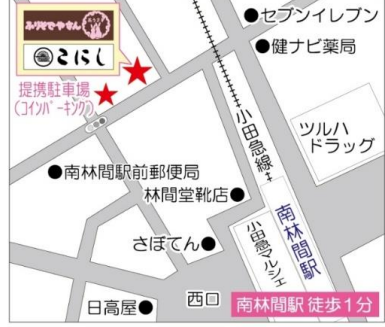 ふりそでやさん
こにし
提携駐車場
(コインパーキング)
セブンイレブン
健ナビ薬局
小田急線
ツルハ
ドラッグ
南林間駅前郵便局
林間堂靴店
さぼてん
小田急マルシェ
南林間駅
日高屋
西口
南林間駅 徒歩1分